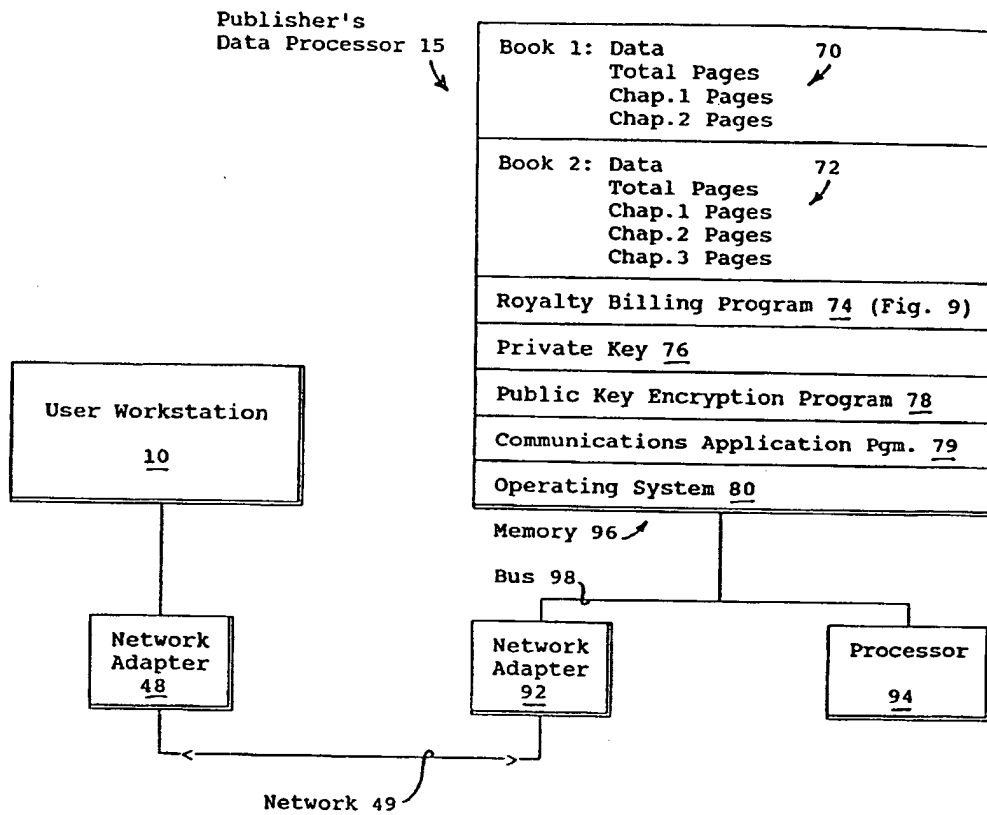 Publisher's
Data Processor 15
Book 1: Data 70
Total Pages
Chap.1 Pages
Chap.2 Pages
Book 2: Data 72
Total Pages
Chap.1 Pages
Chap.2 Pages
Chap.3 Pages
Royalty Billing Program 74 (Fig. 9)
Private Key 76
Public Key Encryption Program 78
Communications Application Pgm. 79
Operating System 80
Memory 96
Bus 98
User Workstation
10
Network
Adapter
48
Network
Adapter
92
Processor
94
Network 49